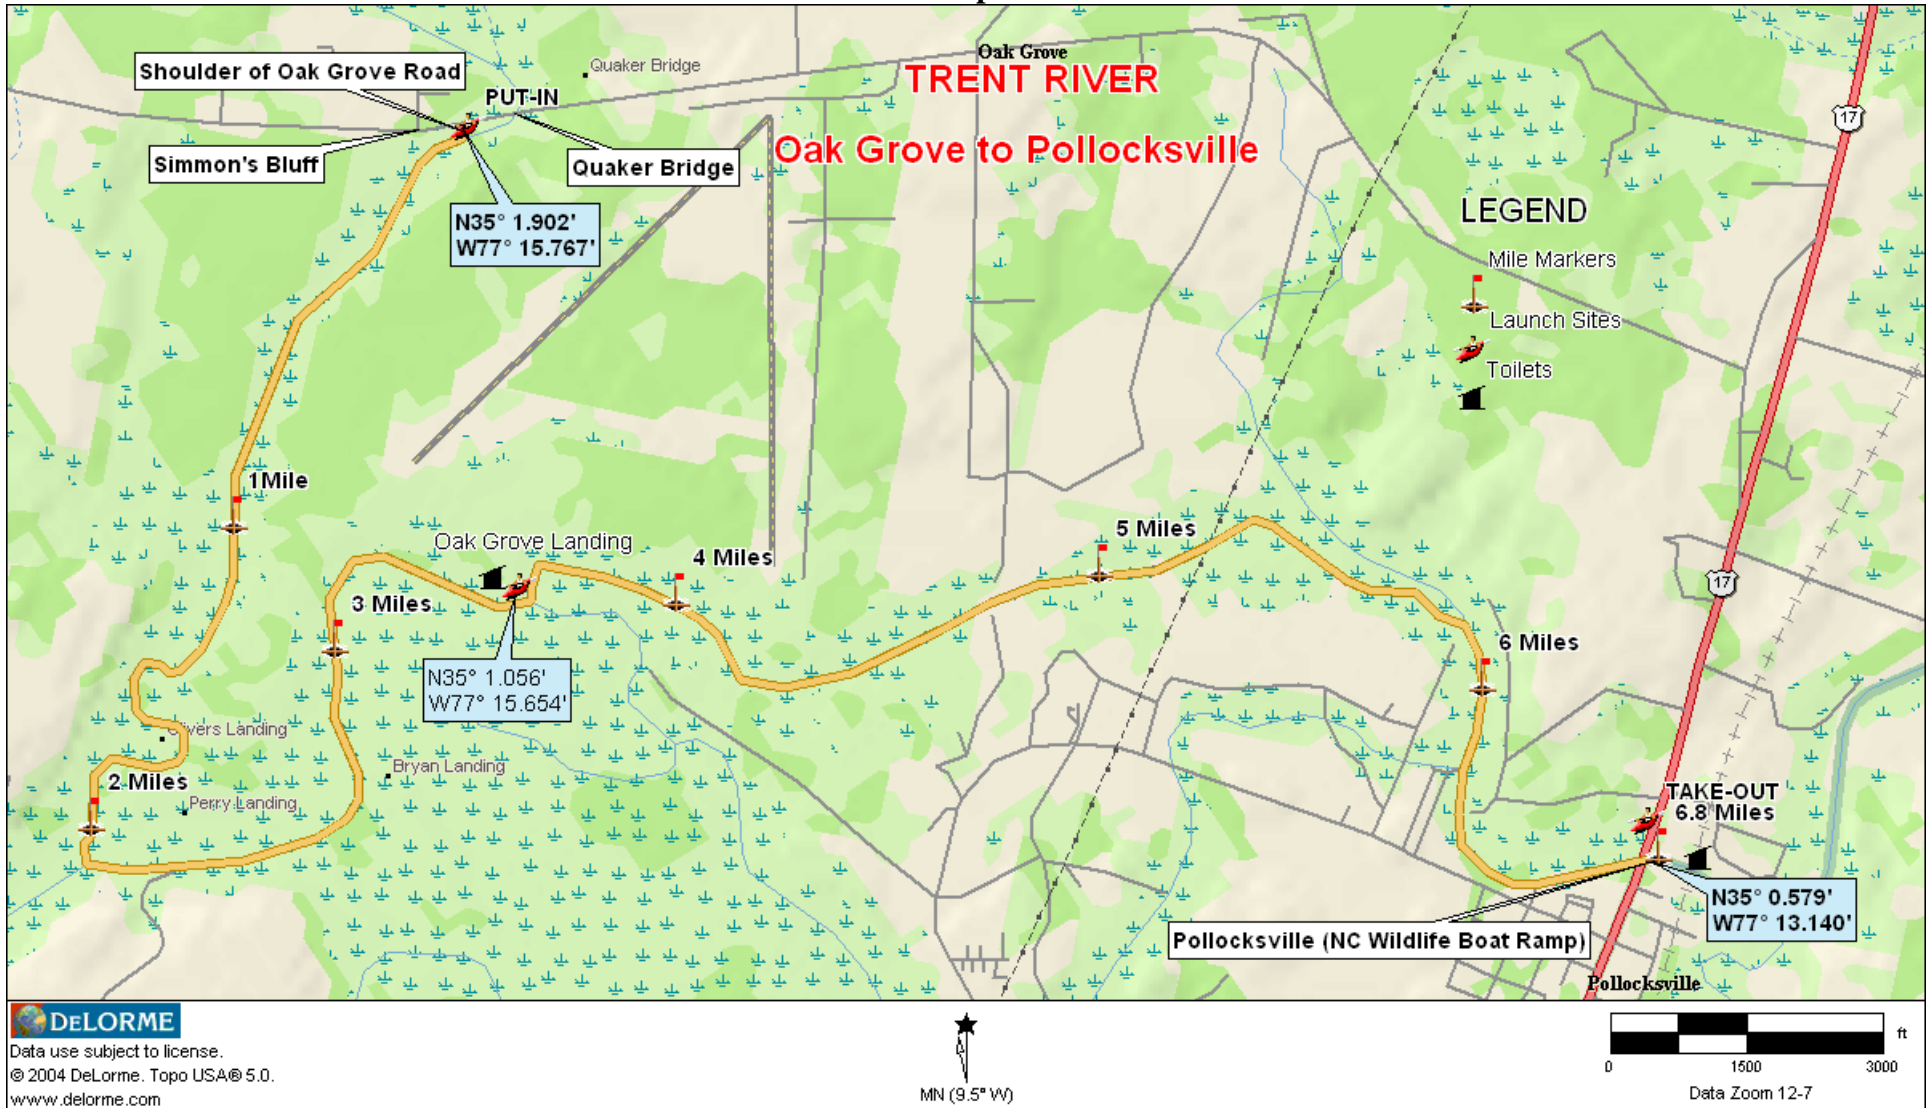 Oak Grove
TRENT RIVER
Oak Grove to Pollocksville
Shoulder of Oak Grove Road
Quaker Bridge
PUT-IN
Simmon's Bluff
Quaker Bridge
N35° 1.902'
W77° 15.767'
17
LEGEND
Mile Markers
Launch Sites
Toilets
1Mile
Oak Grove Landing
4 Miles
5 Miles
3 Miles
17
6 Miles
N35° 1.056'
W77° 15.654'
Landing
Bryan Landing
2 Miles
Perry Landing
TAKE-OUT
6.8 Miles
N35° 0.579'
W77° 13.140'
Pollocksville (NC Wildlife Boat Ramp)
Pollocksville
DELORME
Data use subject to license.
© 2004 DeLorme. Topo USA® 5.0.
www.delorme.com
MN (9.5° W)
ft
0 1500 3000
Data Zoom 12-7